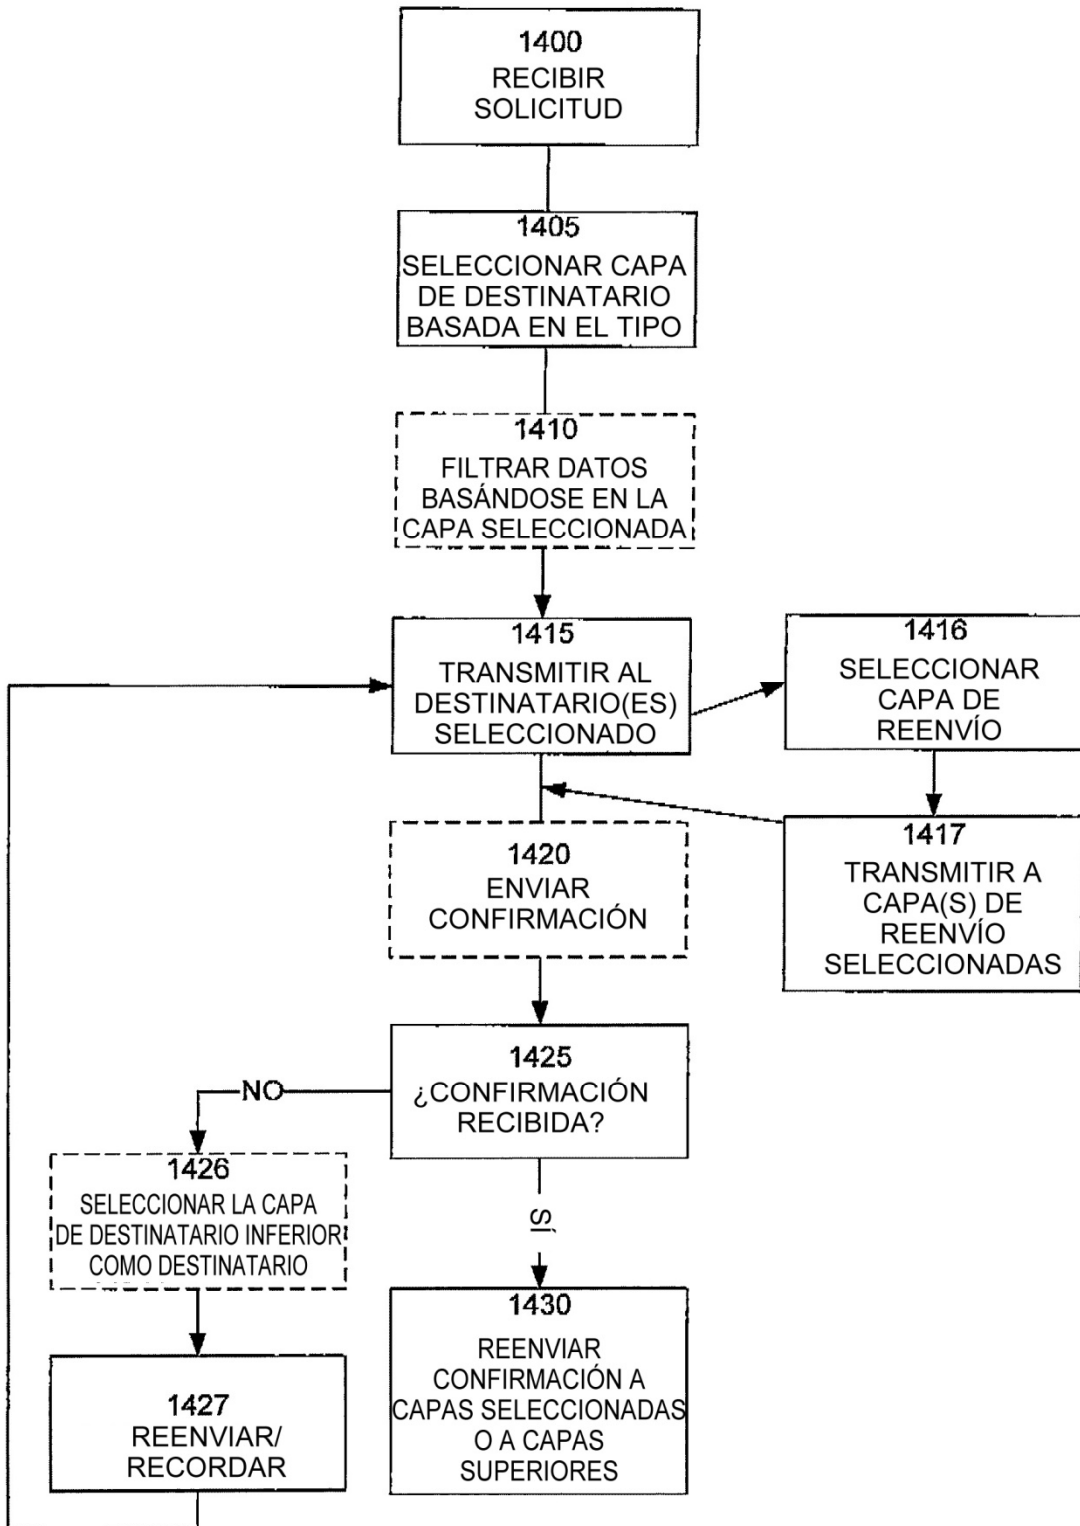 1400
RECIBIR
SOLICITUD
1405
SELECCIONAR CAPA
DE DESTINATARIO
BASADA EN EL TIPO
1410
FILTRAR DATOS
BASÁNDOSE EN LA
CAPA SELECCIONADA
1415
TRANSMITIR AL
DESTINATARIO(ES)
SELECCIONADO
1416
SELECCIONAR
CAPA DE
REENVÍO
1417
TRANSMITIR A
CAPA(S) DE
REENVÍO
SELECCIONADAS
1420
ENVIAR
CONFIRMACIÓN
1425
¿CONFIRMACIÓN
RECIBIDA?
NO
1426
SELECCIONAR LA CAPA
DE DESTINATARIO INFERIOR
COMO DESTINATARIO
1427
REENVIAR/
RECORDAR
SÍ
1430
REENVIAR
CONFIRMACIÓN A
CAPAS SELECCIONADAS
O A CAPAS
SUPERIORES